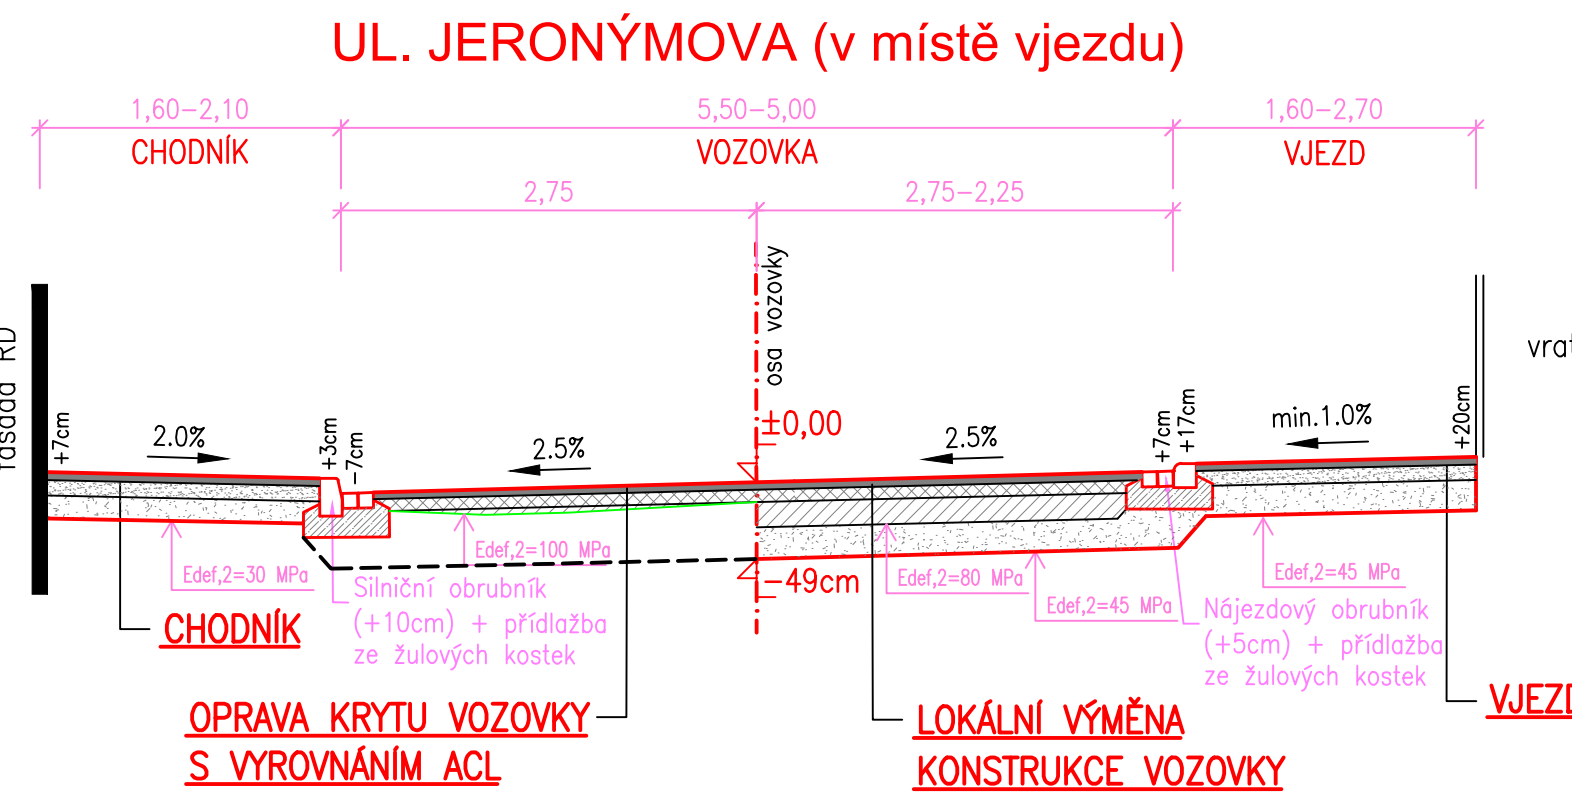 UL. JERONÝMOVA (v místě vjezdu)
1,60-2,10
5,50-5,00
1,60-2,70
CHODNÍK
VOZOVKA
VJEZD
2,75
2,75-2,25
osa vozovky
fasáda RD
vrat
±0,00
+7cm
2.0%
+3cm
-7cm
2.5%
2.5%
+7cm
+17cm
min.1.0%
+20cm
Edef,2=30 MPa
Edef,2=100 MPa
-49cm
Edef,2=80 MPa
Edef,2=45 MPa
Edef,2=45 MPa
Silniční obrubník
(+10cm) + přídlažba
ze žulových kostek
Nájezdový obrubník
(+5cm) + přídlažba
ze žulových kostek
CHODNÍK
OPRAVA KRYTU VOZOVKY
S VYROVNÁNÍM ACL
LOKÁLNÍ VÝMĚNA
KONSTRUKCE VOZOVKY
VJEZD